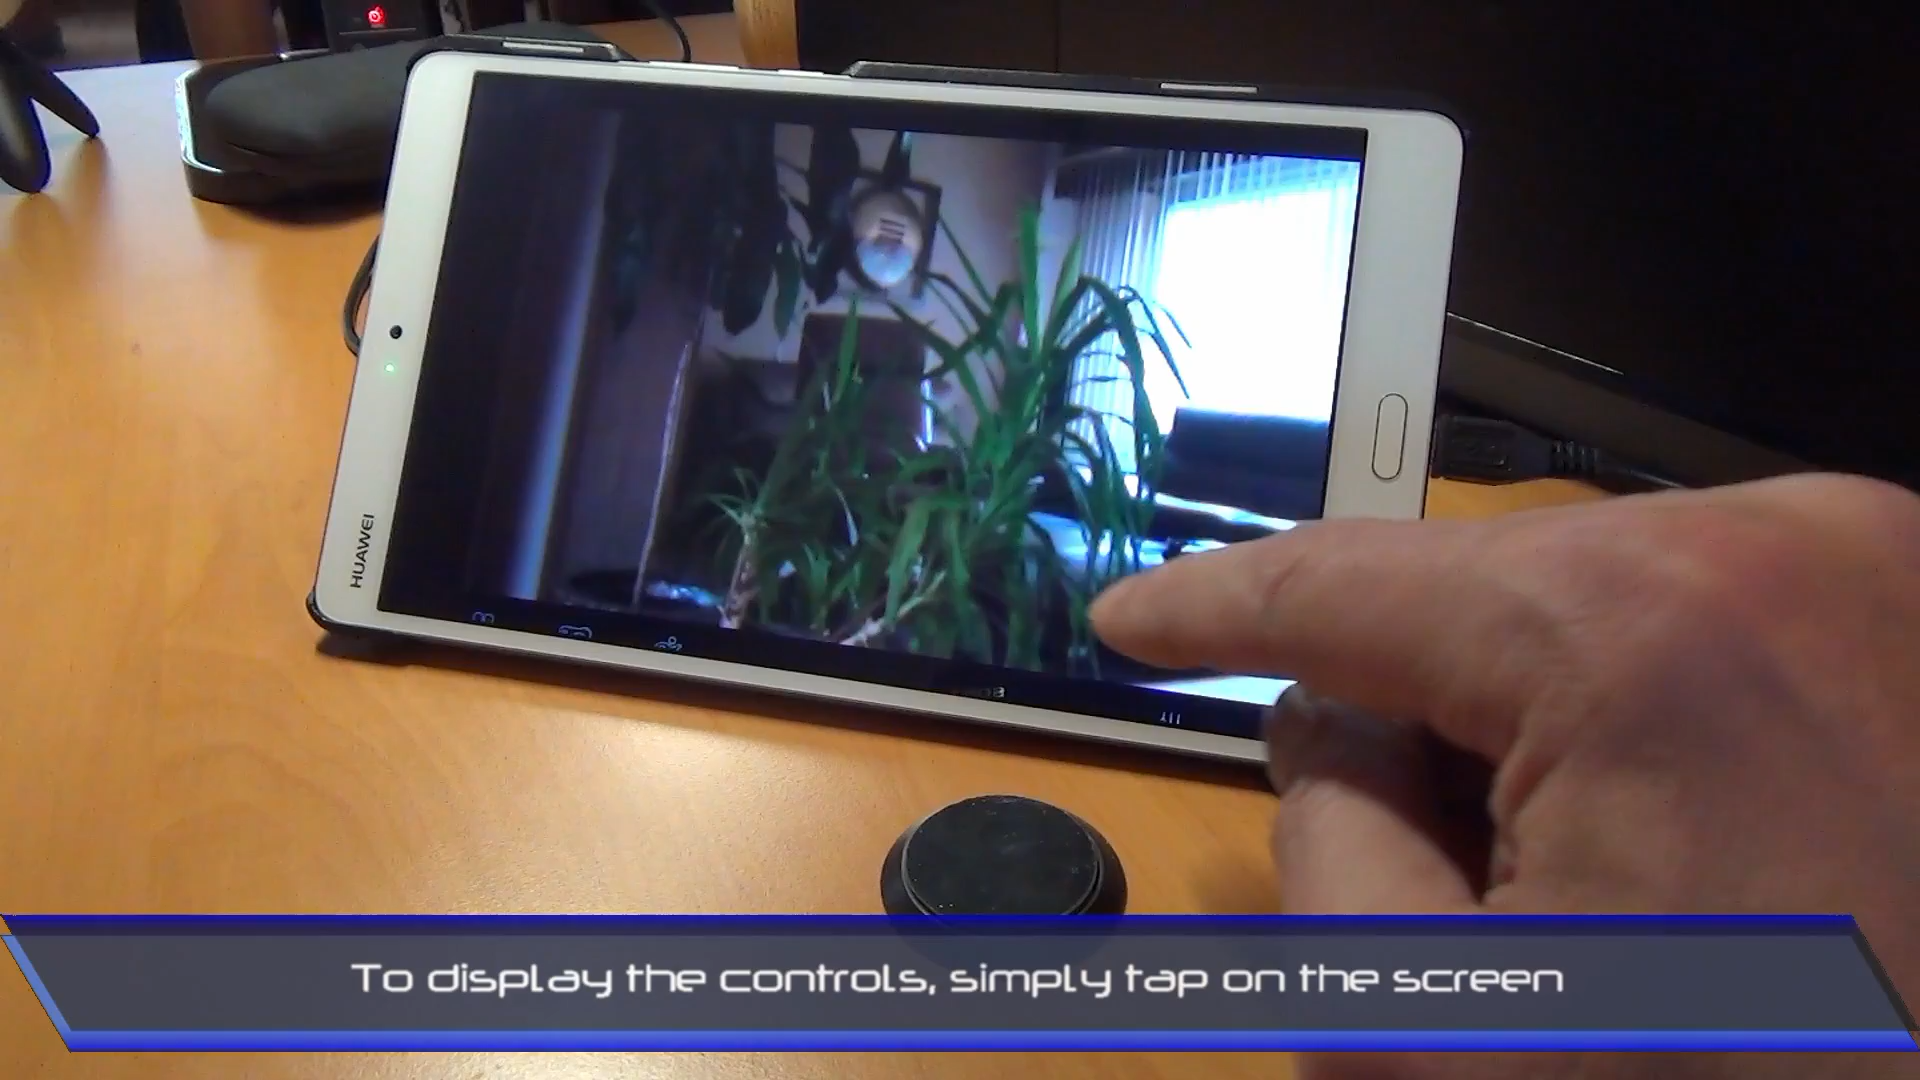 HUAWEI
To display the controls, simply tap on the screen